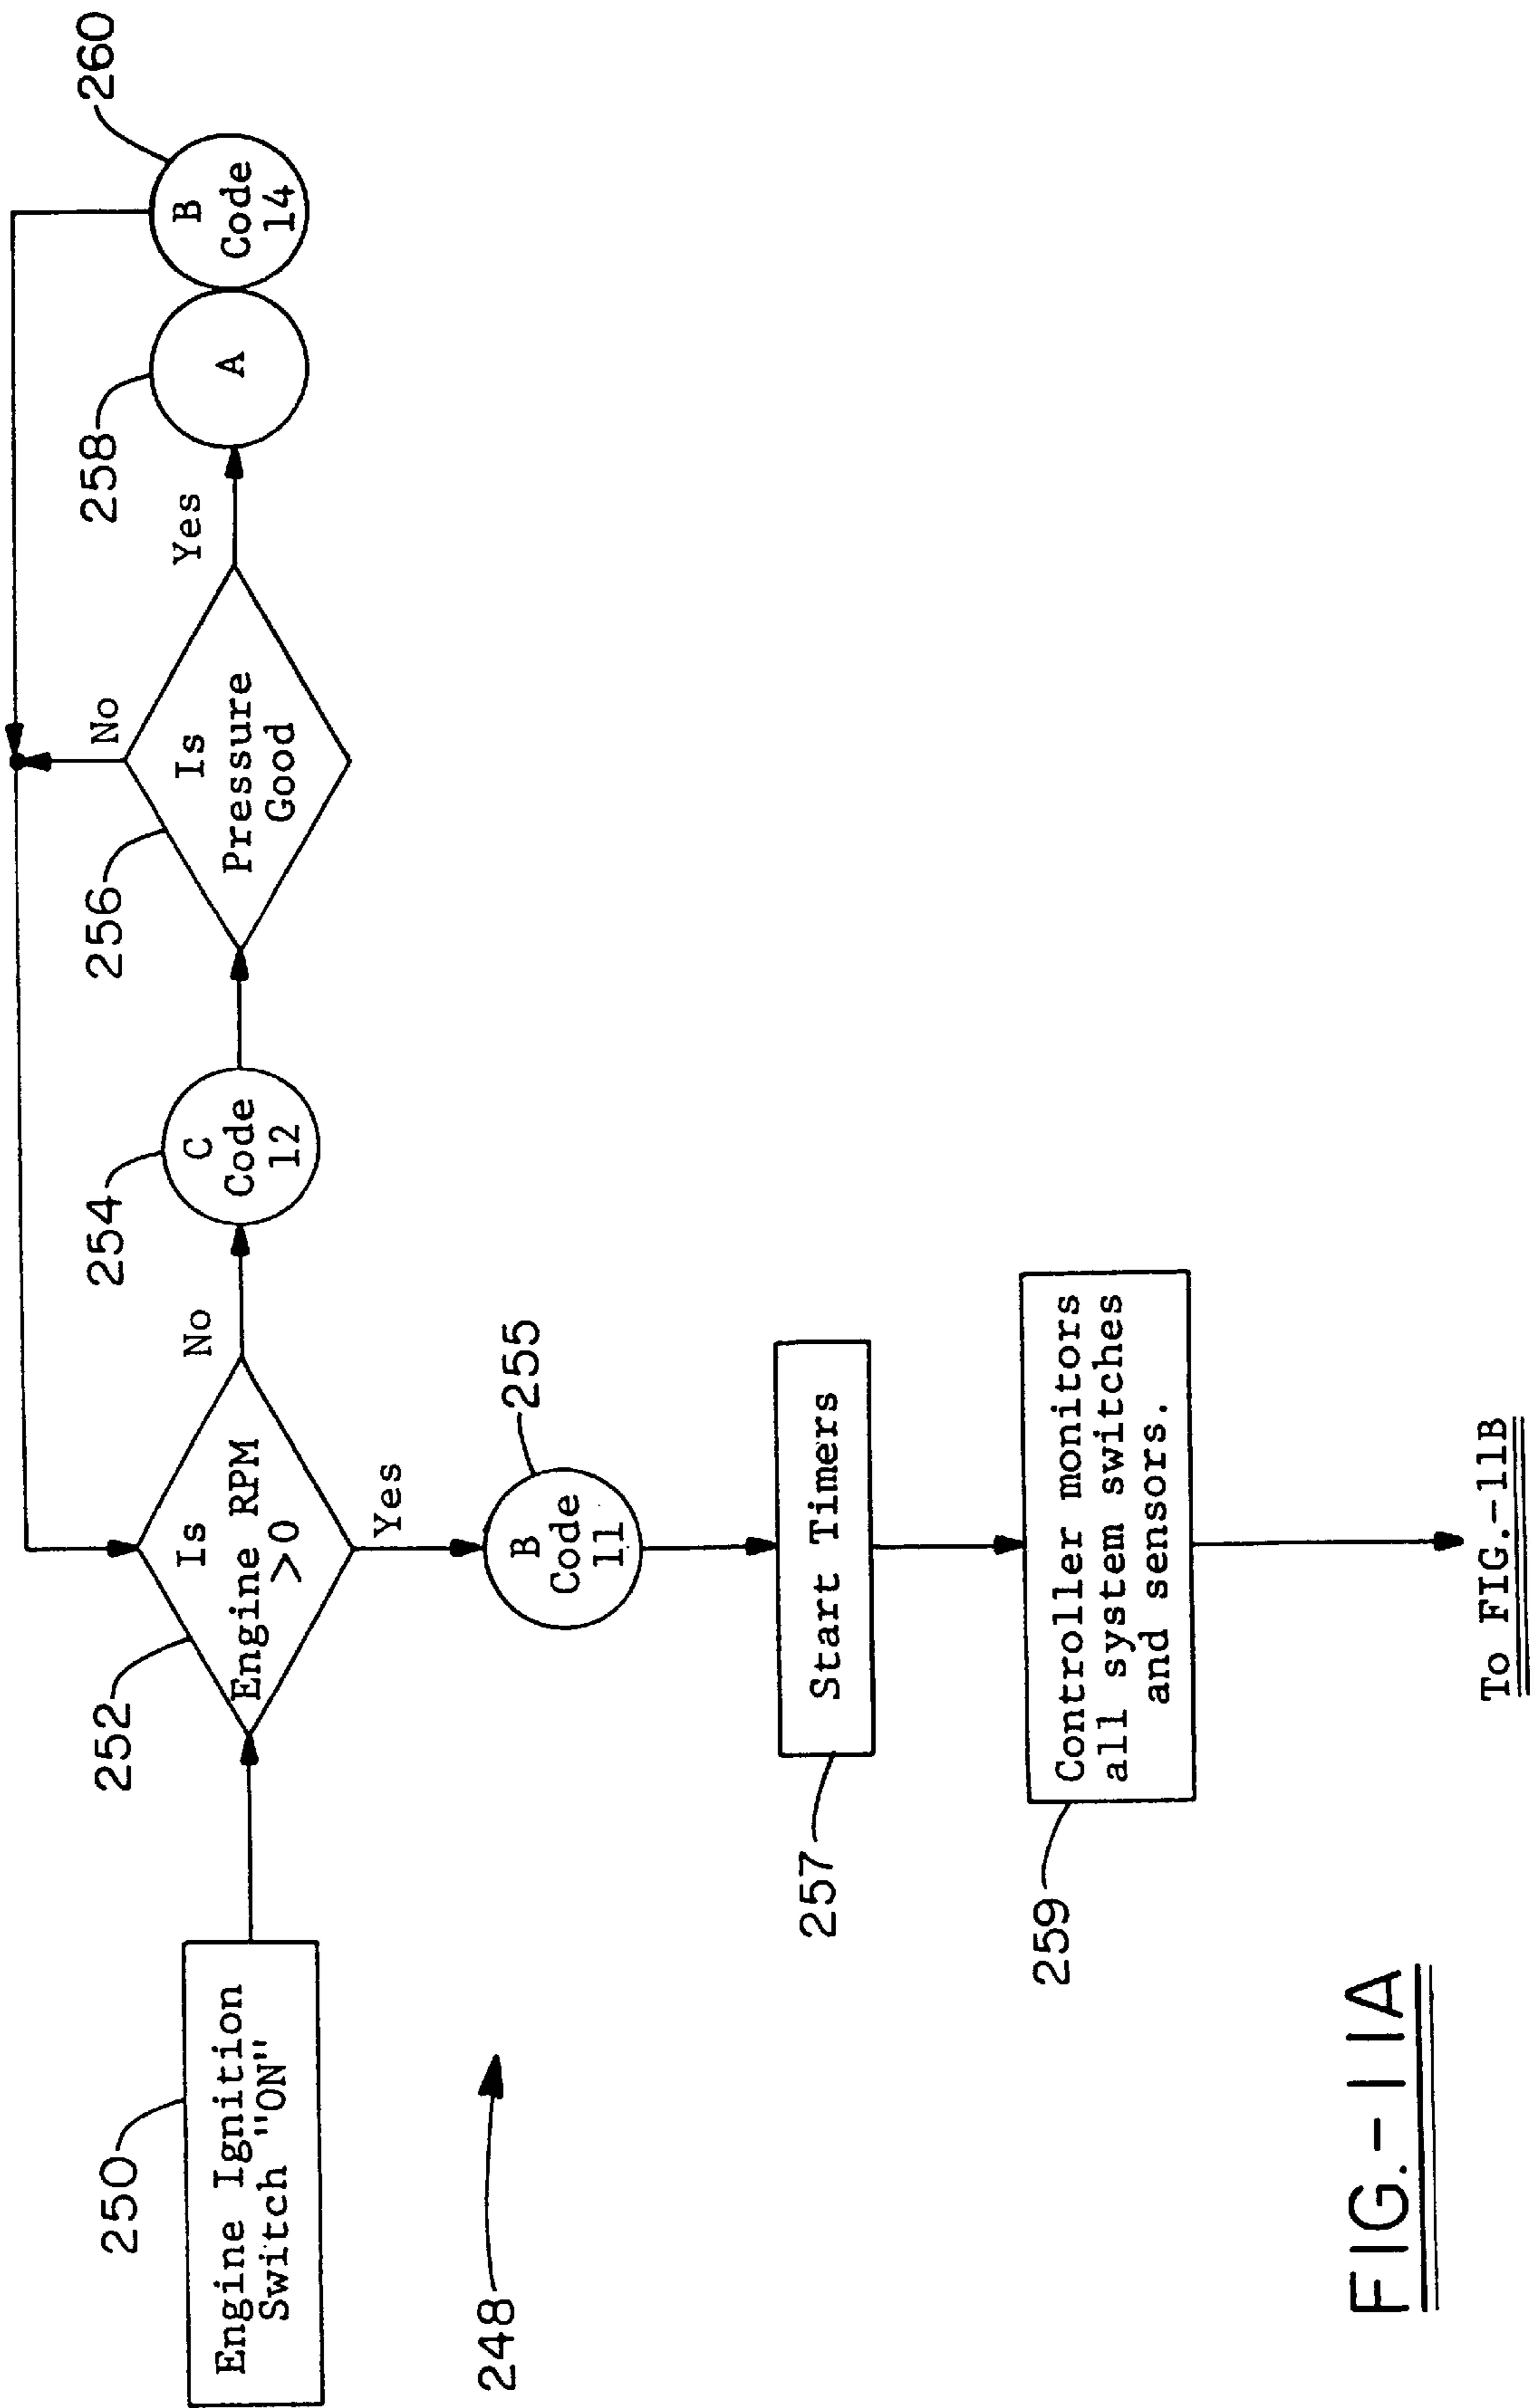 250
Engine Ignition
Switch "ON"
248
252
Is
Engine RPM
>0
No
Yes
254
C
Code
12
256
Is
Pressure
Good
No
Yes
258
A
260
B
Code
14
255
B
Code
11
257
Start Timers
259
Controller monitors
all system switches
and sensors.
To FIG.-11B
FIG.-11A